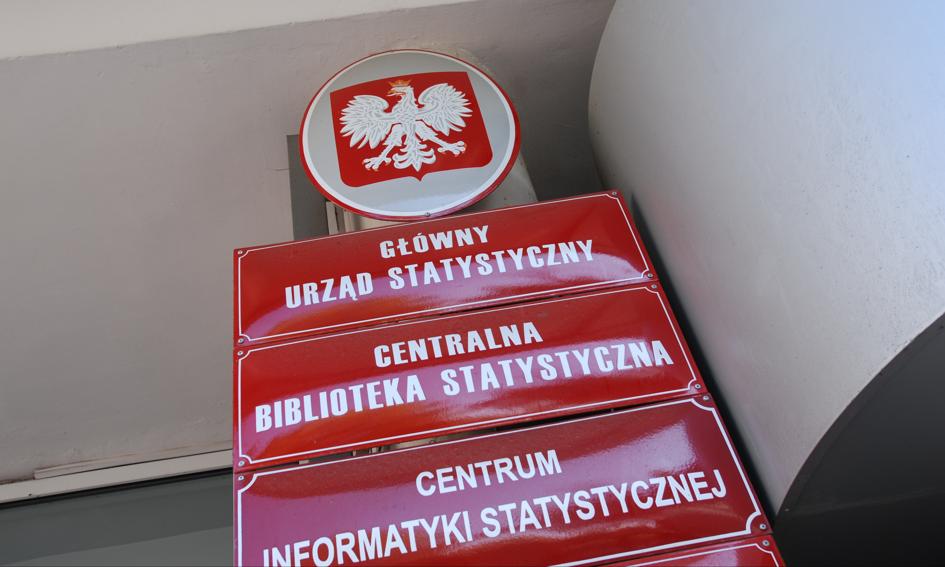 GŁÓWNY
URZĄD STATYSTYCZNY
CENTRALNA
BIBLIOTEKA STATYSTYCZNA
CENTRUM
INFORMATYKI STATYSTYCZNEJ